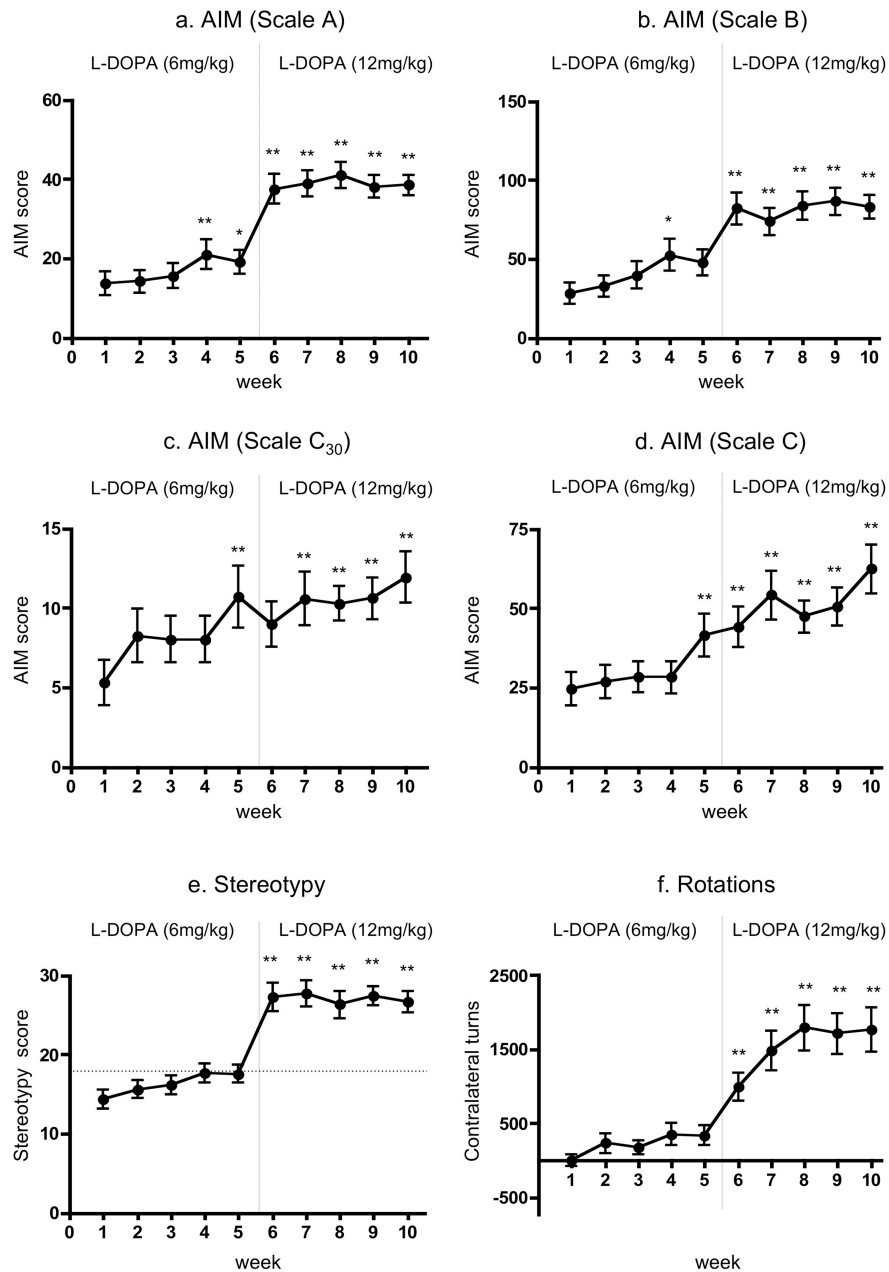 a. AIM (Scale A)
L-DOPA (6mg/kg) L-DOPA (12mg/kg)
60
40
20
0
AIM score
** * ** ** ** ** **
0 1 2 3 4 5 6 7 8 9 10
week
b. AIM (Scale B)
L-DOPA (6mg/kg) L-DOPA (12mg/kg)
150
100
50
0
AIM score
* ** ** ** ** **
0 1 2 3 4 5 6 7 8 9 10
week
c. AIM (Scale C30)
L-DOPA (6mg/kg) L-DOPA (12mg/kg)
15
10
5
0
AIM score
** ** ** ** **
0 1 2 3 4 5 6 7 8 9 10
week
d. AIM (Scale C)
L-DOPA (6mg/kg) L-DOPA (12mg/kg)
75
50
25
0
AIM score
** ** ** ** ** **
0 1 2 3 4 5 6 7 8 9 10
week
e. Stereotypy
L-DOPA (6mg/kg) L-DOPA (12mg/kg)
30
20
10
0
Stereotypy score
** ** ** ** **
0 1 2 3 4 5 6 7 8 9 10
week
f. Rotations
L-DOPA (6mg/kg) L-DOPA (12mg/kg)
2500
1500
500
-500
Contralateral turns
** ** ** ** **
1 2 3 4 5 6 7 8 9 10
week